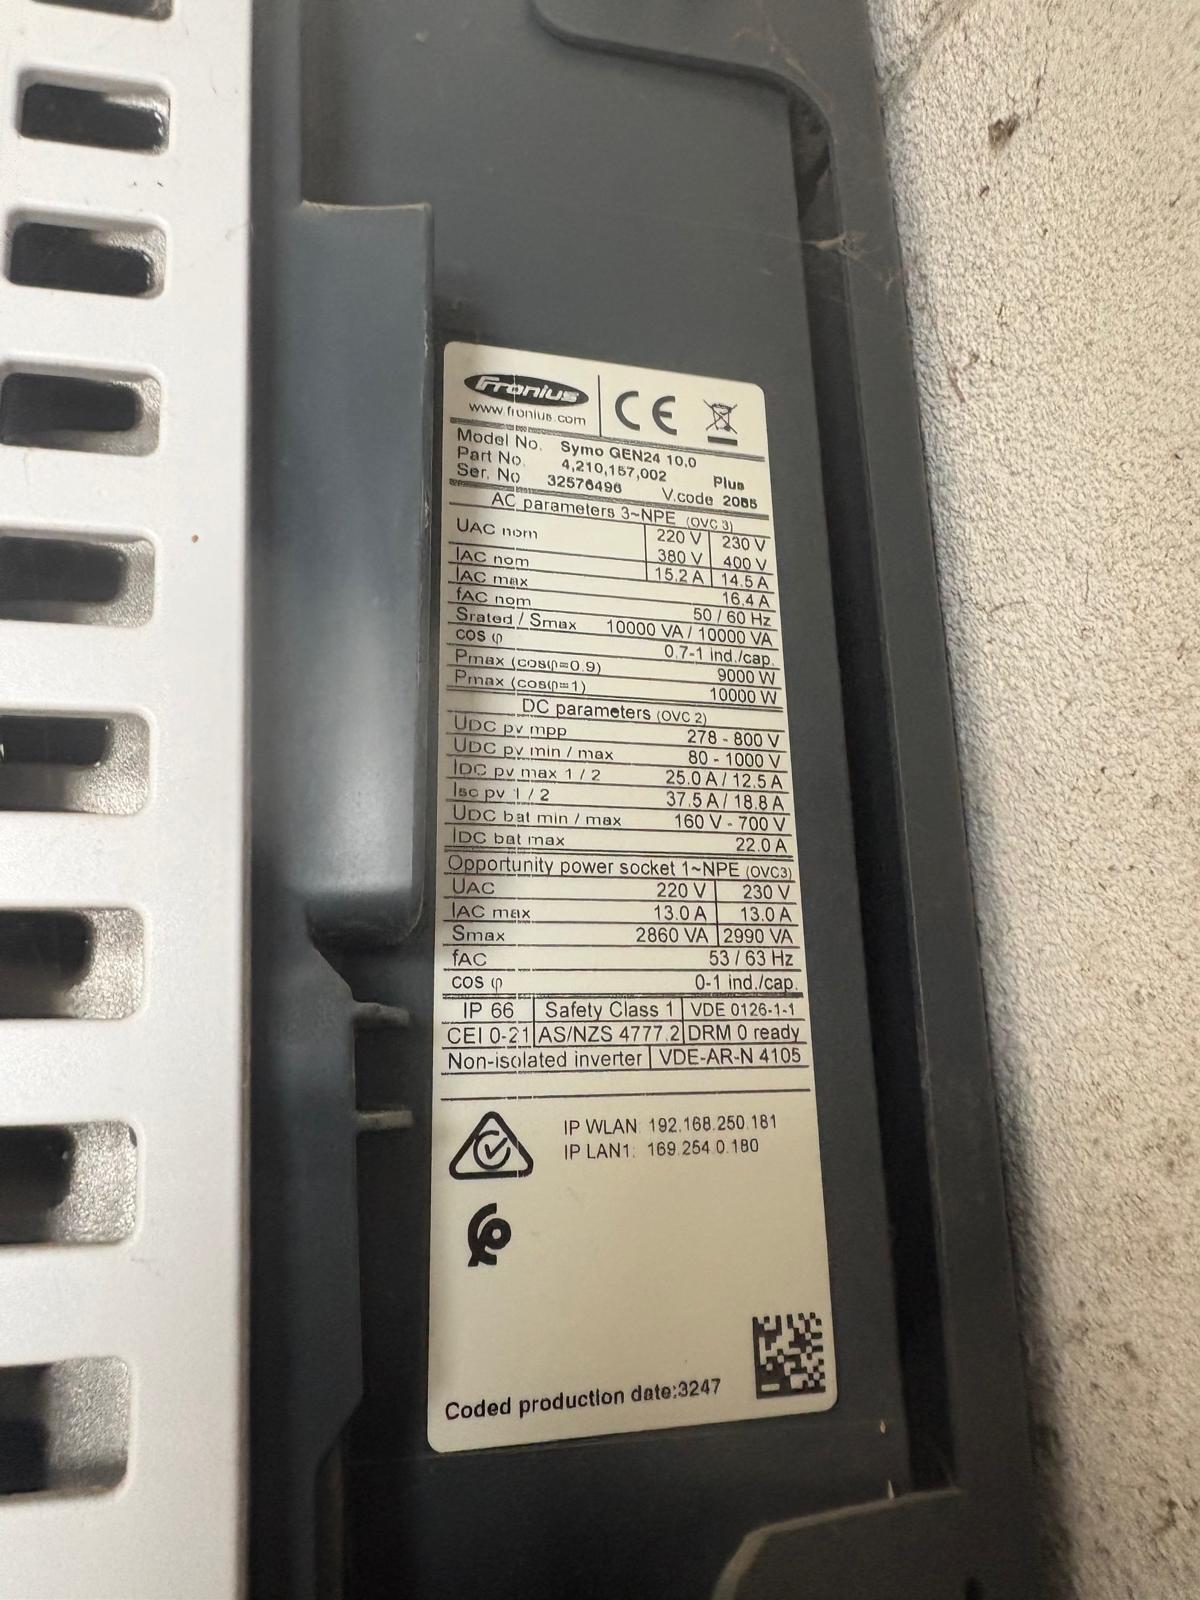 Fronius
www.fronius.com
CE
Model No. Symo GEN24 10.0 Plus
Part No. 4,210,157,002
Ser. No 32576496 V.code 2065
AC parameters 3~NPE (OVC 3)
UAC nom 220 V 230 V
380 V 400 V
IAC nom 15.2 A 14.5 A
IAC max 16.4 A
fAC nom 50 / 60 Hz
Srated / Smax 10000 VA / 10000 VA
cos φ 0.7-1 ind./cap.
Pmax (cosφ=0.9) 9000 W
Pmax (cosφ=1) 10000 W
DC parameters (OVC 2)
UDC pv mpp 278 - 800 V
UDC pv min / max 80 - 1000 V
IDC pv max 1 / 2 25.0 A / 12.5 A
Isc pv 1 / 2 37.5 A / 18.8 A
UDC bat min / max 160 V - 700 V
IDC bat max 22.0 A
Opportunity power socket 1~NPE (OVC3)
UAC 220 V 230 V
IAC max 13.0 A 13.0 A
Smax 2860 VA 2990 VA
fAC 53 / 63 Hz
cos φ 0-1 ind./cap.
IP 66 Safety Class 1 VDE 0126-1-1
CEI 0-21 AS/NZS 4777.2 DRM 0 ready
Non-isolated inverter VDE-AR-N 4105
IP WLAN: 192.168.250.181
IP LAN1: 169.254.0.180
Coded production date:3247